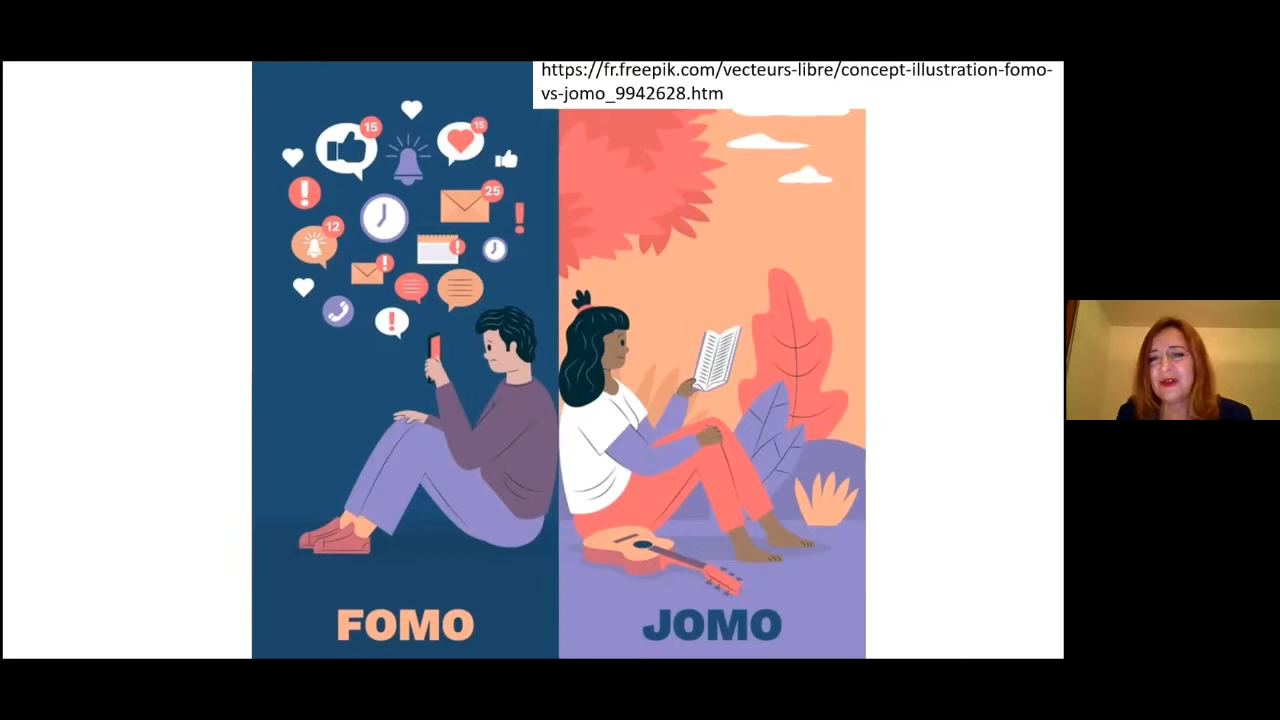 https://fr.freepik.com/vecteurs-libre/concept-illustration-fomo-
vs-jomo_9942628.htm
15
15
25
12
FOMO
JOMO